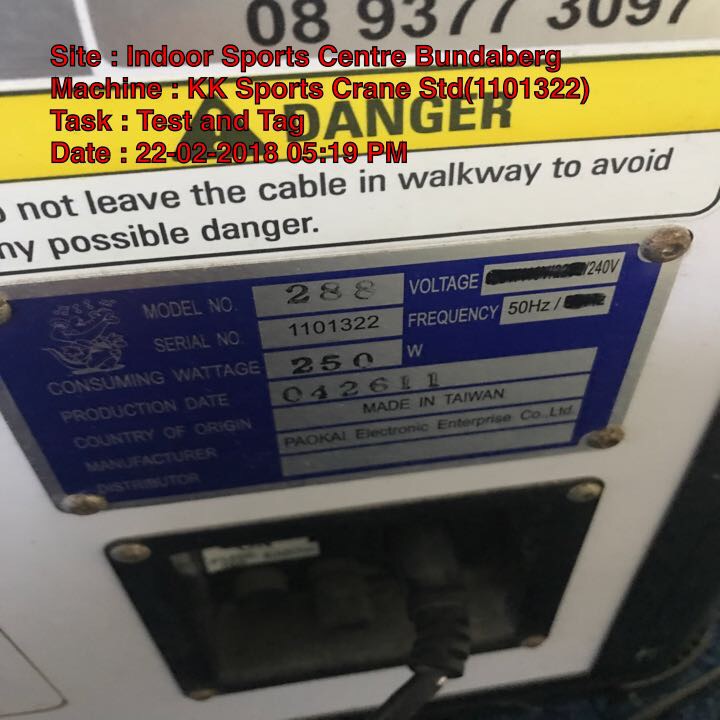 08 9377 3097
Site : Indoor Sports Centre Bundaberg
Machine : KK Sports Crane Std(1101322)
Task : Test and Tag
Date : 22-02-2018 05:19 PM
DANGER
not leave the cable in walkway to avoid
ny possible danger.
MODEL NO. 288
SERIAL NO. 1101322
CONSUMING WATTAGE 250 W
PRODUCTION DATE 042611
COUNTRY OF ORIGIN MADE IN TAIWAN
MANUFACTURER PAOKAI Electronic Enterprise Co.,Ltd.
DISTRIBUTOR
VOLTAGE /240V
FREQUENCY 50Hz /